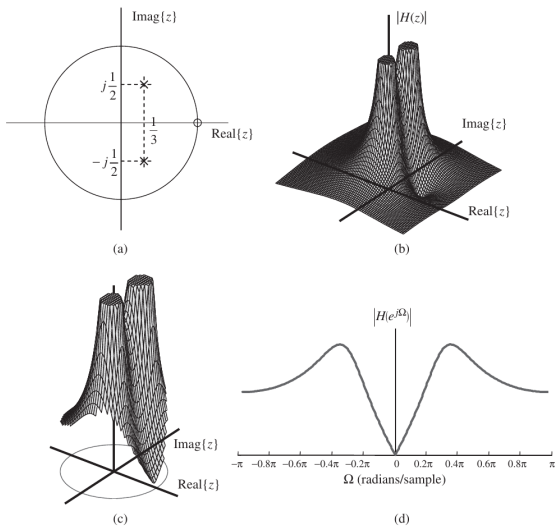 Imag{z}
j 1/2
1/3
Real{z}
−j 1/2
(a)
|H(z)|
Imag{z}
Real{z}
(b)
Imag{z}
Real{z}
(c)
|H(e^{jΩ})|
−π −0.8π −0.6π −0.4π −0.2π 0 0.2π 0.4π 0.6π 0.8π π
Ω (radians/sample)
(d)